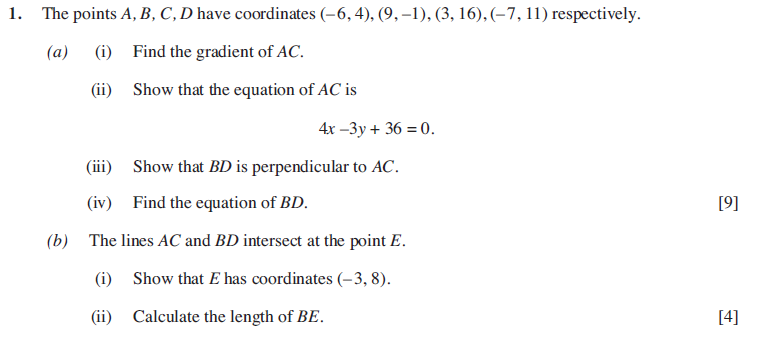 1. The points A, B, C, D have coordinates (–6, 4), (9, –1), (3, 16), (–7, 11) respectively.
(a) (i) Find the gradient of AC.
(ii) Show that the equation of AC is
4x –3y + 36 = 0.
(iii) Show that BD is perpendicular to AC.
(iv) Find the equation of BD. [9]
(b) The lines AC and BD intersect at the point E.
(i) Show that E has coordinates (–3, 8).
(ii) Calculate the length of BE. [4]